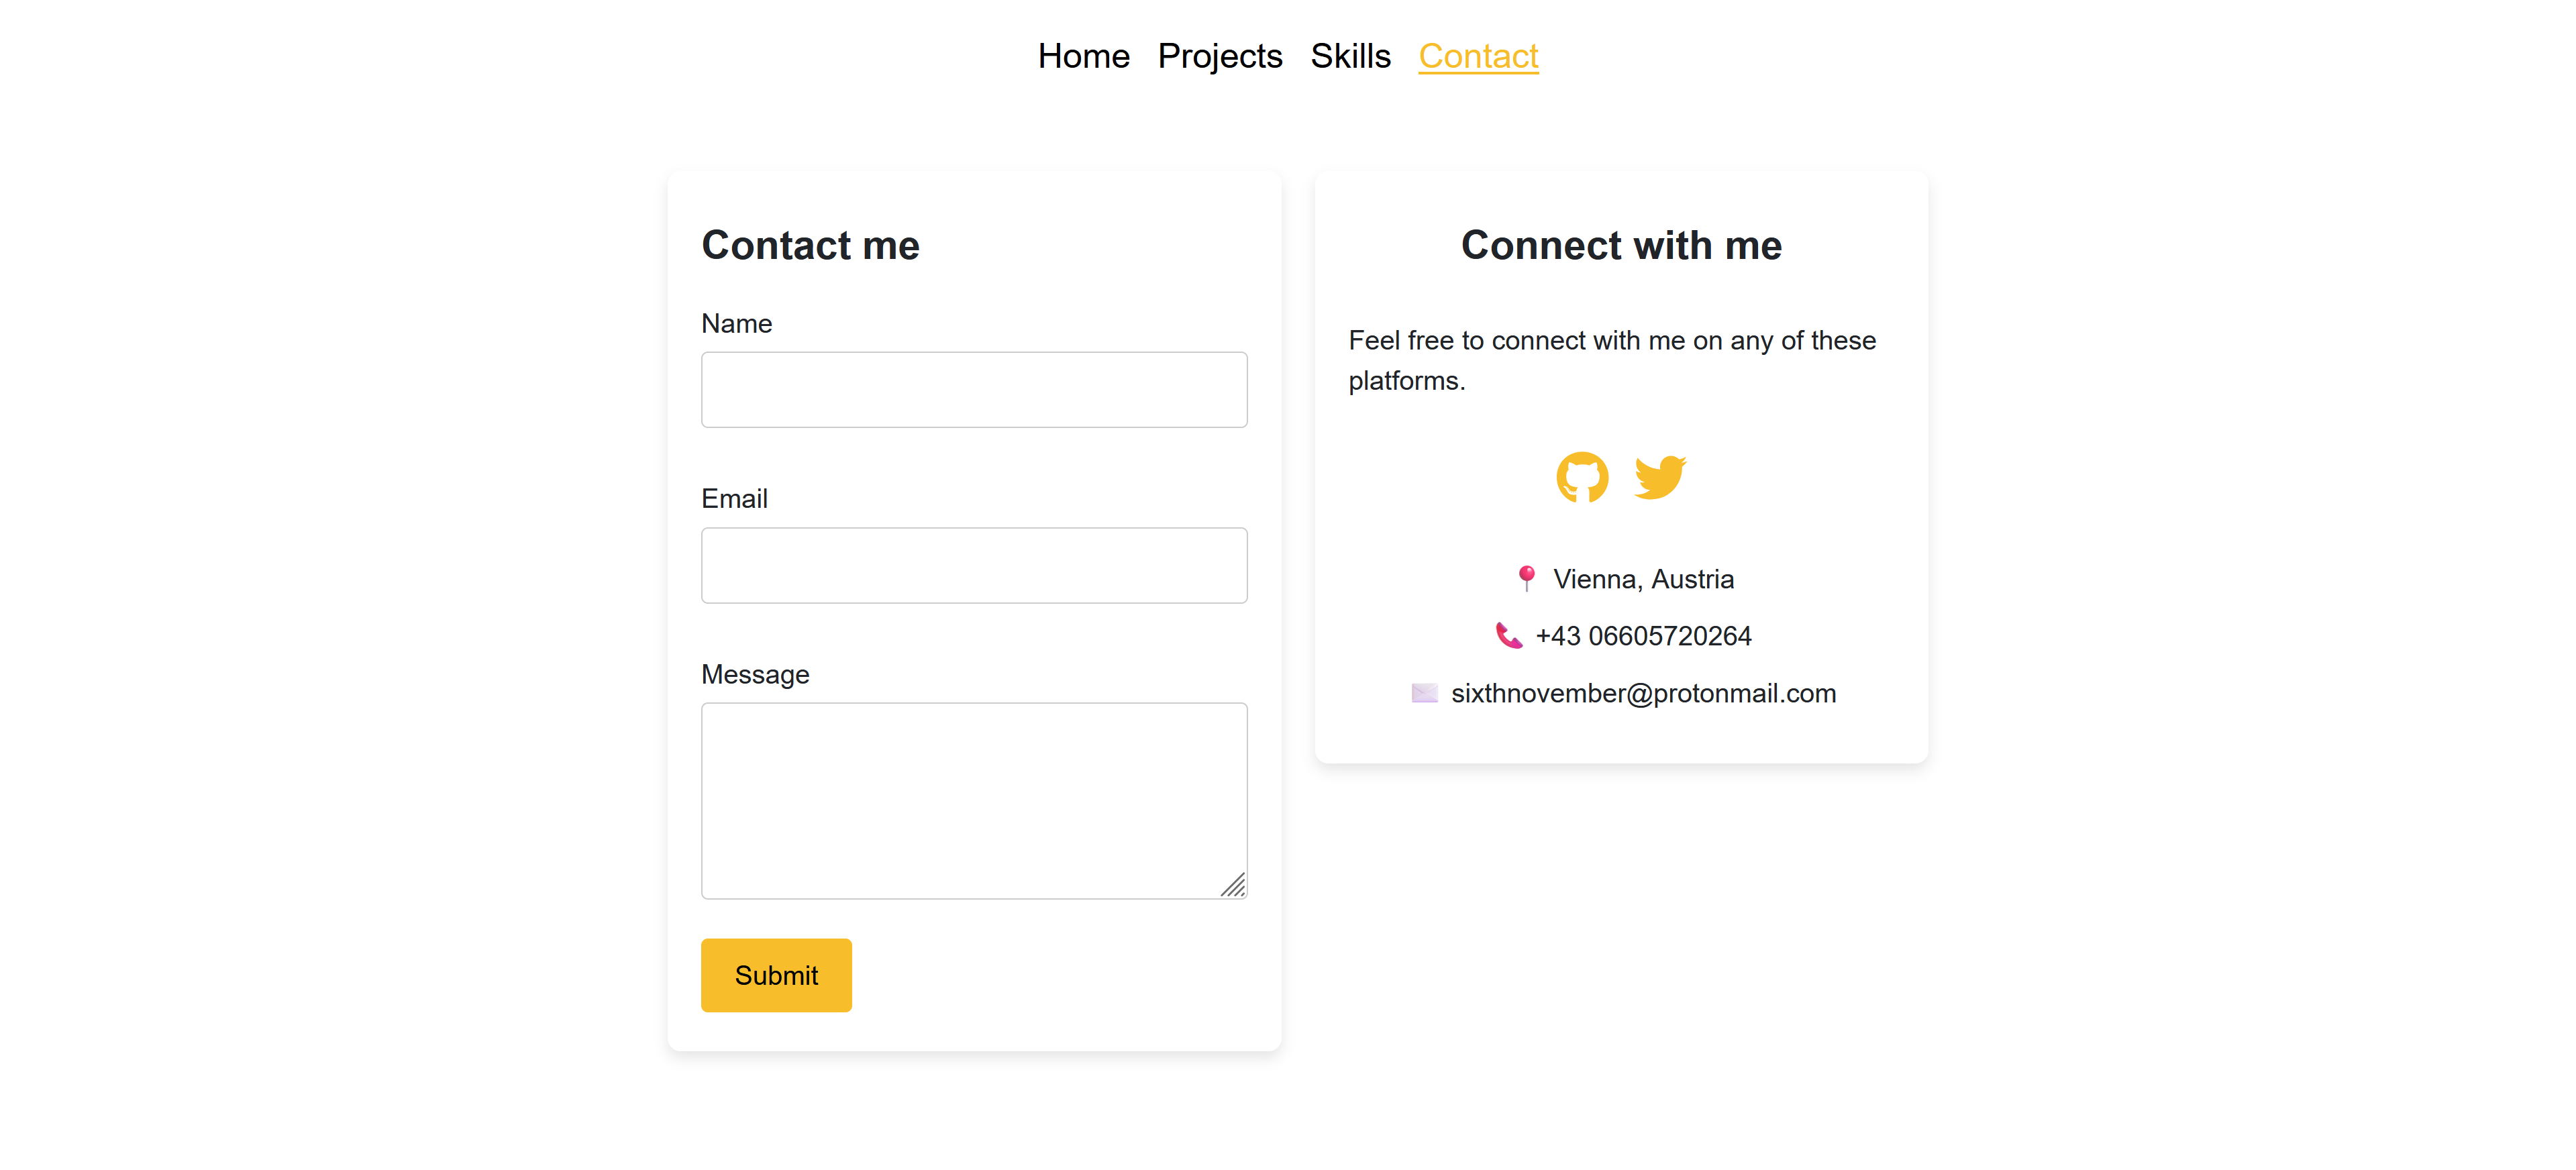 Home Projects Skills Contact
Contact me
Name
Email
Message
Submit
Connect with me
Feel free to connect with me on any of these
platforms.
Vienna, Austria
+43 06605720264
sixthnovember@protonmail.com